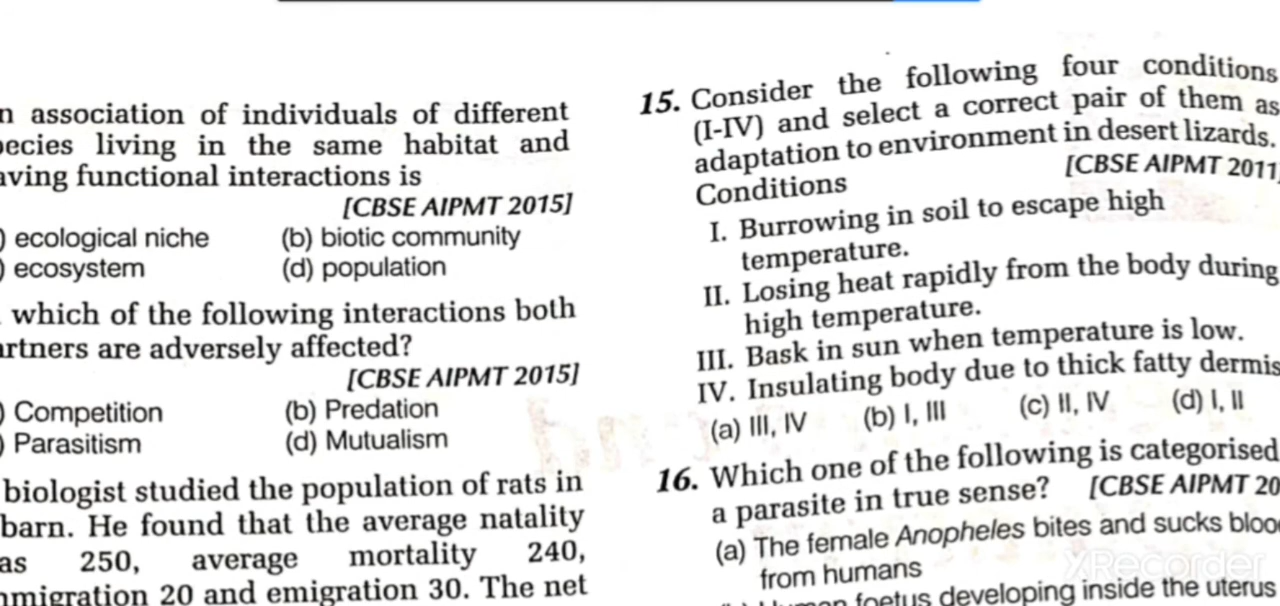 n association of individuals of different
ecies living in the same habitat and
aving functional interactions is
[CBSE AIPMT 2015]
) ecological niche (b) biotic community
) ecosystem (d) population
which of the following interactions both
artners are adversely affected?
[CBSE AIPMT 2015]
) Competition (b) Predation
) Parasitism (d) Mutualism
biologist studied the population of rats in
barn. He found that the average natality
as 250, average mortality 240,
migration 20 and emigration 30. The net
15. Consider the following four conditions
(I-IV) and select a correct pair of them as
adaptation to environment in desert lizards.
[CBSE AIPMT 2011]
Conditions
I. Burrowing in soil to escape high
temperature.
II. Losing heat rapidly from the body during
high temperature.
III. Bask in sun when temperature is low.
IV. Insulating body due to thick fatty dermis
(a) III, IV (b) I, III (c) II, IV (d) I, II
16. Which one of the following is categorised
a parasite in true sense? [CBSE AIPMT 20
(a) The female Anopheles bites and sucks bloo
from humans
foetus developing inside the uterus
XRecorder